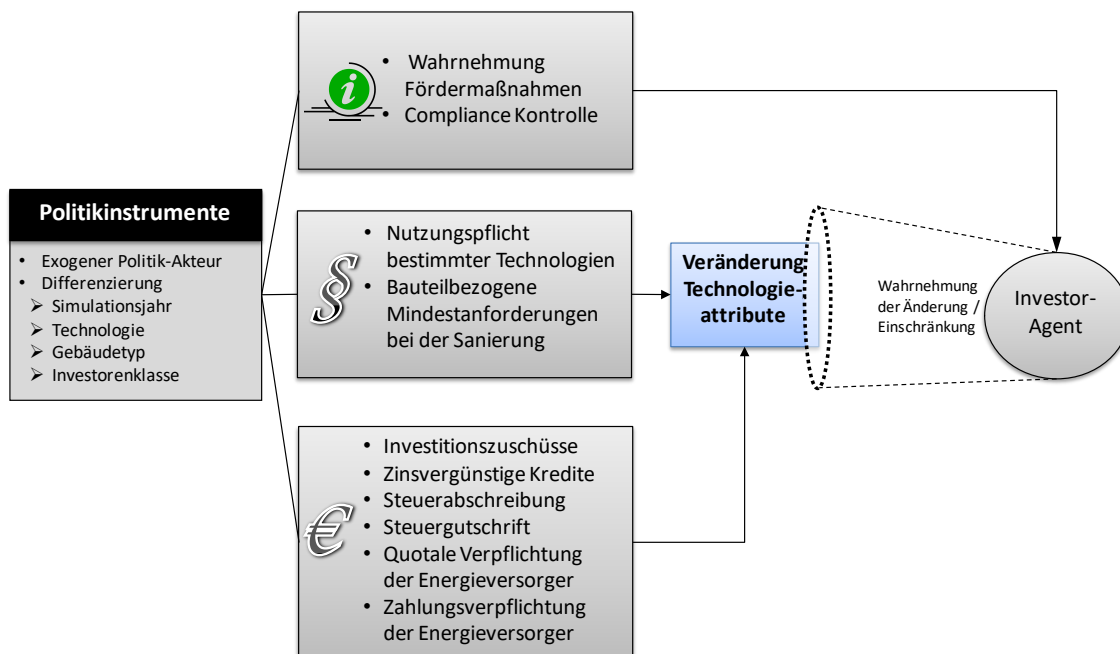 Wahrnehmung
Fördermaßnahmen
Compliance Kontrolle
Politikinstrumente
Exogener Politik-Akteur
Differenzierung
Simulationsjahr
Technologie
Gebäudetyp
Investorenklasse
Nutzungspflicht
bestimmter Technologien
Bauteilbezogene
Mindestanforderungen
bei der Sanierung
§
Veränderung
Technologie-
attribute
Wahrnehmung
der Änderung /
Einschränkung
Investor-
Agent
€
Investitionszuschüsse
Zinsvergünstige Kredite
Steuerabschreibung
Steuergutschrift
Quotale Verpflichtung
der Energieversorger
Zahlungsverpflichtung
der Energieversorger